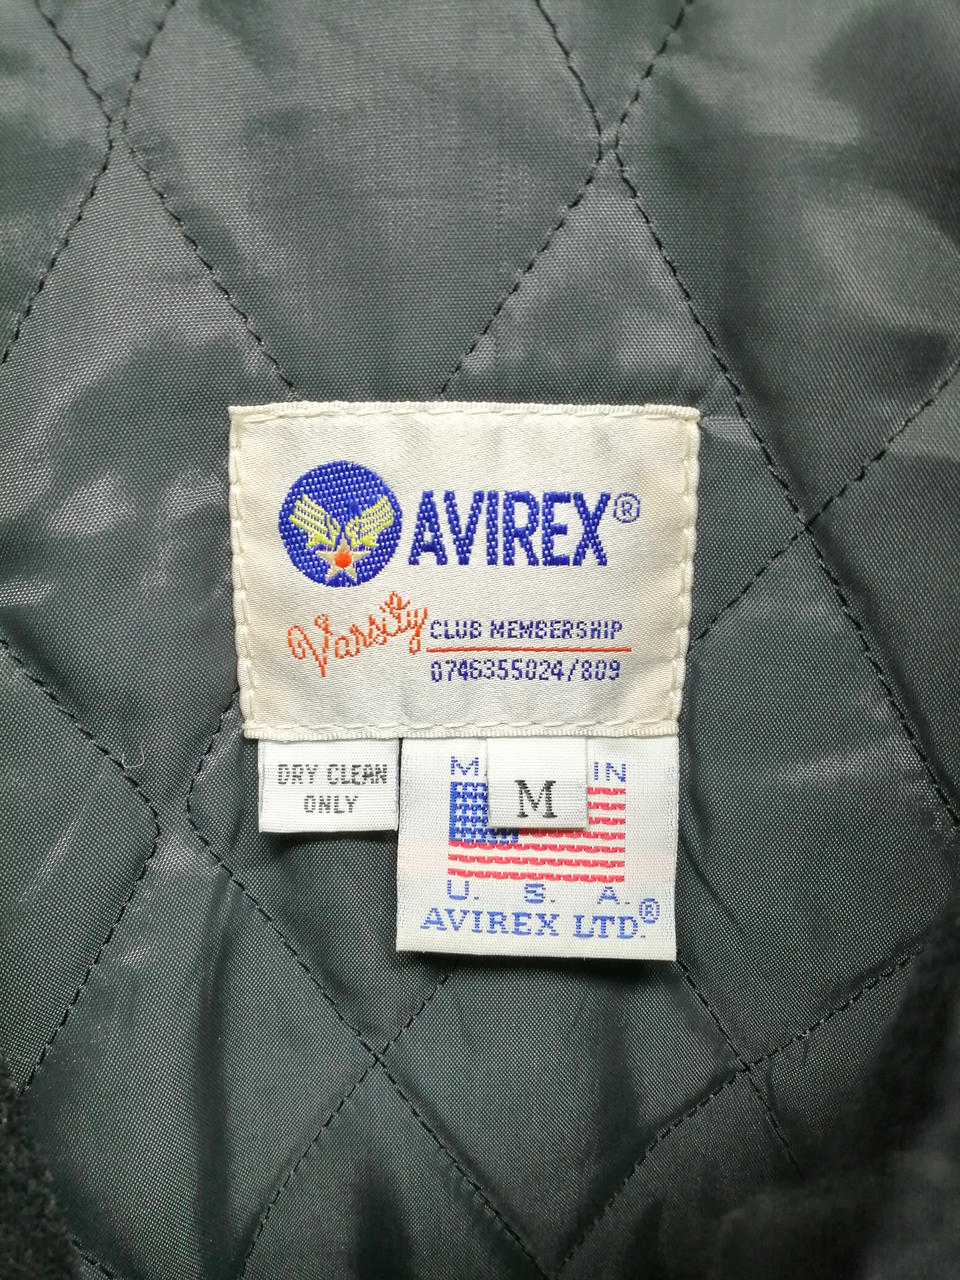 AVIREX®
Varsity
CLUB MEMBERSHIP
0746355024/809
DRY CLEAN
ONLY
M
M IN
U. S. A.
AVIREX LTD.®